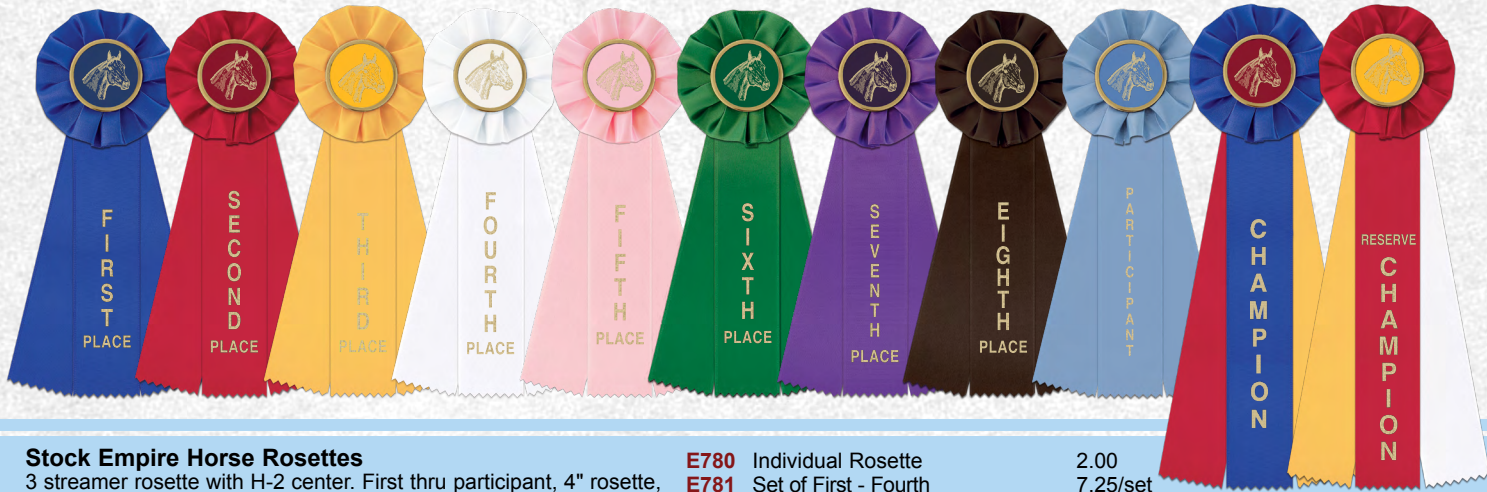 FIRST
PLACE
SECOND
PLACE
THIRD
PLACE
FOURTH
PLACE
FIFTH
PLACE
SIXTH
PLACE
SEVENTH
PLACE
EIGHTH
PLACE
PARTICIPANT
CHAMPION
RESERVE
CHAMPION
Stock Empire Horse Rosettes
3 streamer rosette with H-2 center. First thru participant, 4" rosette,
E780 Individual Rosette 2.00
E781 Set of First - Fourth 7.25/set